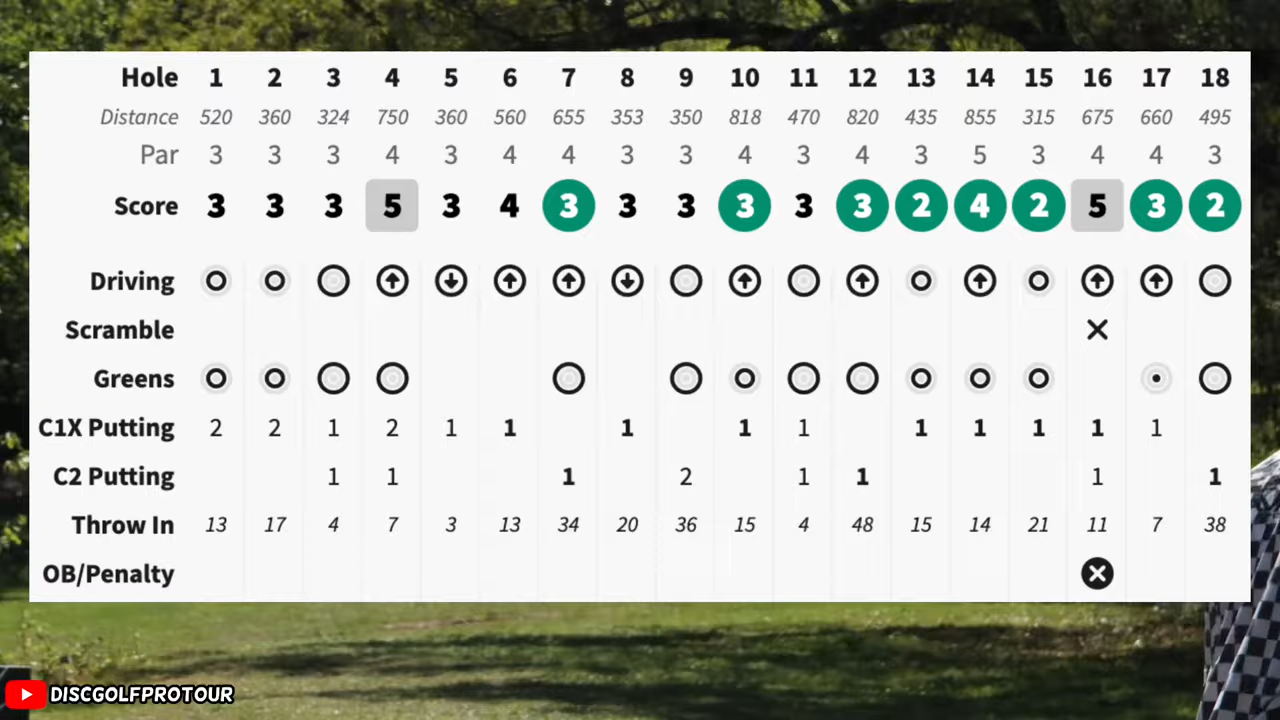 Hole 1 2 3 4 5 6 7 8 9 10 11 12 13 14 15 16 17 18
Distance 520 360 324 750 360 560 655 353 350 818 470 820 435 855 315 675 660 495
Par 3 3 3 4 3 4 4 3 3 4 3 4 3 5 3 4 4 3
Score 3 3 3 5 3 4 3 3 3 3 3 3 2 4 2 5 3 2
Driving
Scramble
Greens
C1X Putting 2 2 1 2 1 1 1 1 1 1 1 1 1 1
C2 Putting 1 1 1 2 1 1 1 1
Throw In 13 17 4 7 3 13 34 20 36 15 4 48 15 14 21 11 7 38
OB/Penalty
DISCGOLFPROTOUR